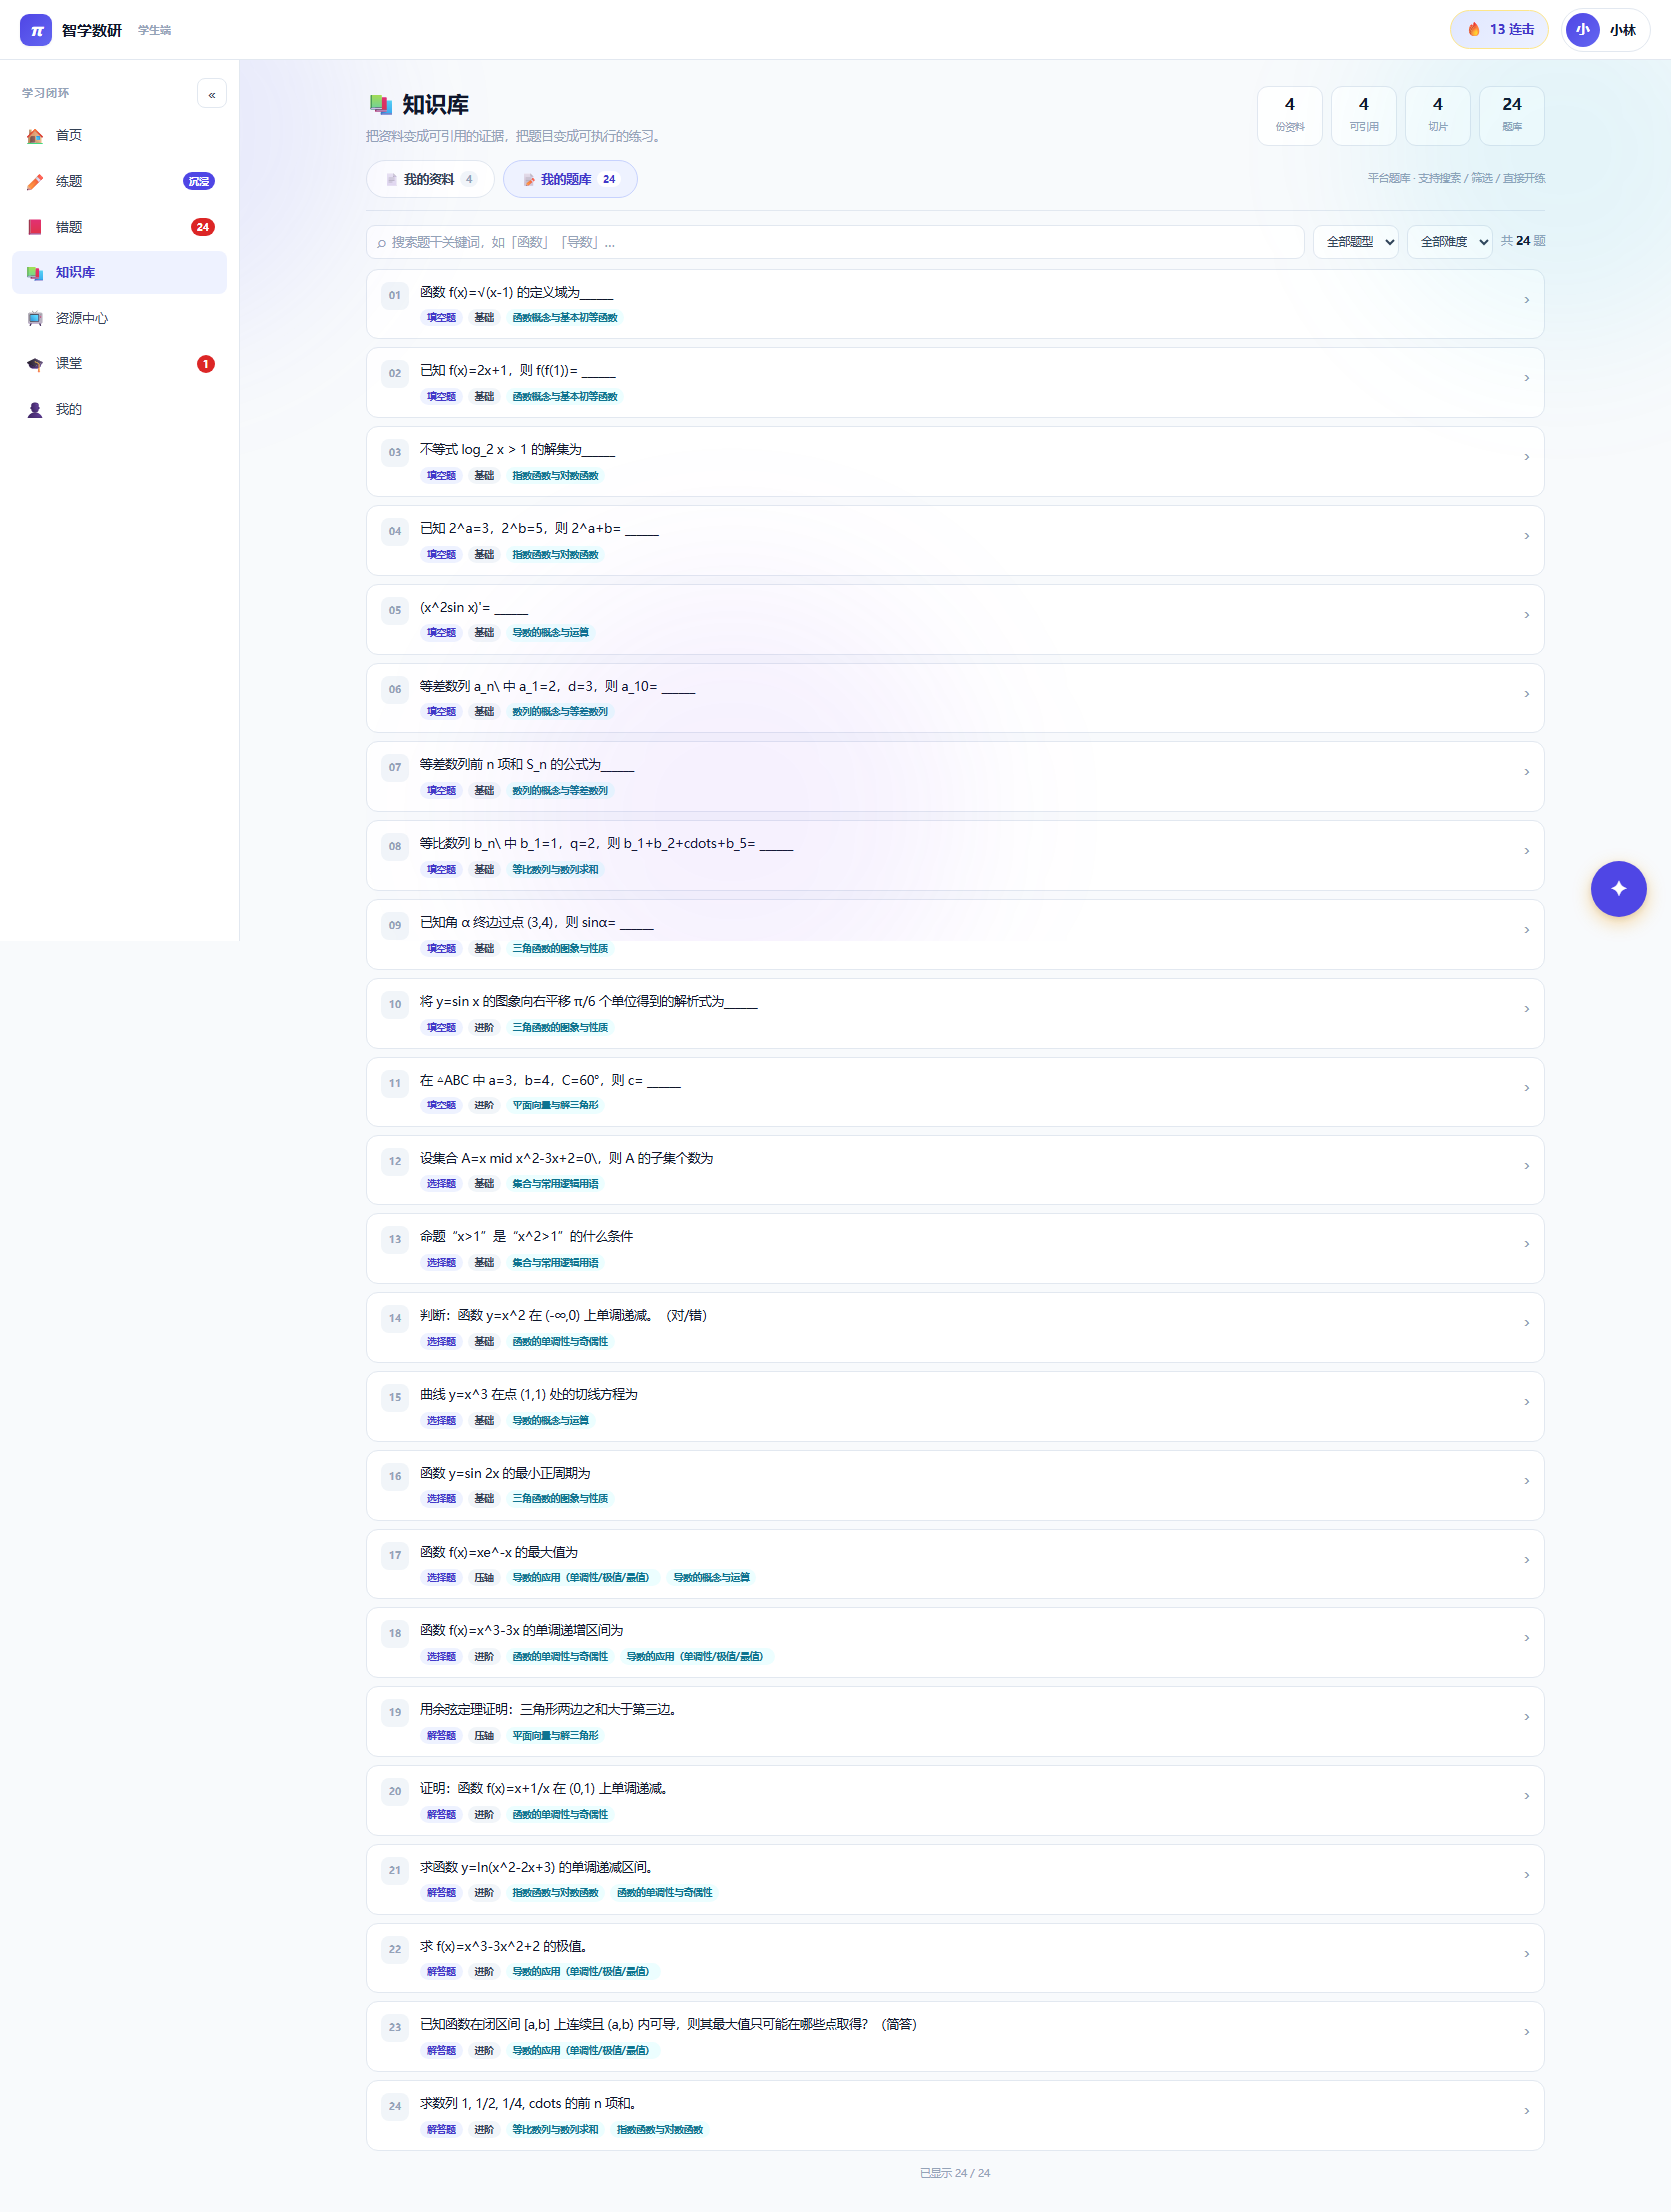 π 智学数研 学生端
🔥 13 连击 小 小林
学习闭环 «
首页
练题 沉浸
错题 24
知识库
资源中心
课堂 1
我的
知识库
把资料变成可引用的证据，把题目变成可执行的练习。
4 份资料
4 可引用
4 切片
24 题库
我的资料 4 我的题库 24
平台题库 · 支持搜索 / 筛选 / 直接开练
搜索题干关键词，如「函数」「导数」...
全部题型 全部难度 共 24 题
01 函数 f(x)=√(x-1) 的定义域为_____ ›
填空题 基础 函数概念与基本初等函数
02 已知 f(x)=2x+1，则 f(f(1))= _____ ›
填空题 基础 函数概念与基本初等函数
03 不等式 log_2 x > 1 的解集为_____ ›
填空题 基础 指数函数与对数函数
04 已知 2^a=3，2^b=5，则 2^a+b= _____ ›
填空题 基础 指数函数与对数函数
05 (x^2sin x)'= _____ ›
填空题 基础 导数的概念与运算
06 等差数列 a_n\ 中 a_1=2，d=3，则 a_10= _____ ›
填空题 基础 数列的概念与等差数列
07 等差数列前 n 项和 S_n 的公式为_____ ›
填空题 基础 数列的概念与等差数列
08 等比数列 b_n\ 中 b_1=1，q=2，则 b_1+b_2+cdots+b_5= _____ ›
填空题 基础 等比数列与数列求和
09 已知角 α 终边过点 (3,4)，则 sinα= _____ ›
填空题 基础 三角函数的图象与性质
10 将 y=sin x 的图象向右平移 π/6 个单位得到的解析式为_____ ›
填空题 进阶 三角函数的图象与性质
11 在 △ABC 中 a=3，b=4，C=60°，则 c= _____ ›
填空题 进阶 平面向量与解三角形
12 设集合 A=x mid x^2-3x+2=0\，则 A 的子集个数为 ›
选择题 基础 集合与常用逻辑用语
13 命题“x>1”是“x^2>1”的什么条件 ›
选择题 基础 集合与常用逻辑用语
14 判断：函数 y=x^2 在 (-∞,0) 上单调递减。（对/错） ›
选择题 基础 函数的单调性与奇偶性
15 曲线 y=x^3 在点 (1,1) 处的切线方程为 ›
选择题 基础 导数的概念与运算
16 函数 y=sin 2x 的最小正周期为 ›
选择题 基础 三角函数的图象与性质
17 函数 f(x)=xe^-x 的最大值为 ›
选择题 压轴 导数的应用（单调性/极值/最值） 导数的概念与运算
18 函数 f(x)=x^3-3x 的单调递增区间为 ›
选择题 进阶 函数的单调性与奇偶性 导数的应用（单调性/极值/最值）
19 用余弦定理证明：三角形两边之和大于第三边。 ›
解答题 压轴 平面向量与解三角形
20 证明：函数 f(x)=x+1/x 在 (0,1) 上单调递减。 ›
解答题 进阶 函数的单调性与奇偶性
21 求函数 y=ln(x^2-2x+3) 的单调递减区间。 ›
解答题 进阶 指数函数与对数函数 函数的单调性与奇偶性
22 求 f(x)=x^3-3x^2+2 的极值。 ›
解答题 进阶 导数的应用（单调性/极值/最值）
23 已知函数在闭区间 [a,b] 上连续且 (a,b) 内可导，则其最大值只可能在哪些点取得？（简答） ›
解答题 进阶 导数的应用（单调性/极值/最值）
24 求数列 1, 1/2, 1/4, cdots 的前 n 项和。 ›
解答题 进阶 等比数列与数列求和 指数函数与对数函数
已显示 24 / 24